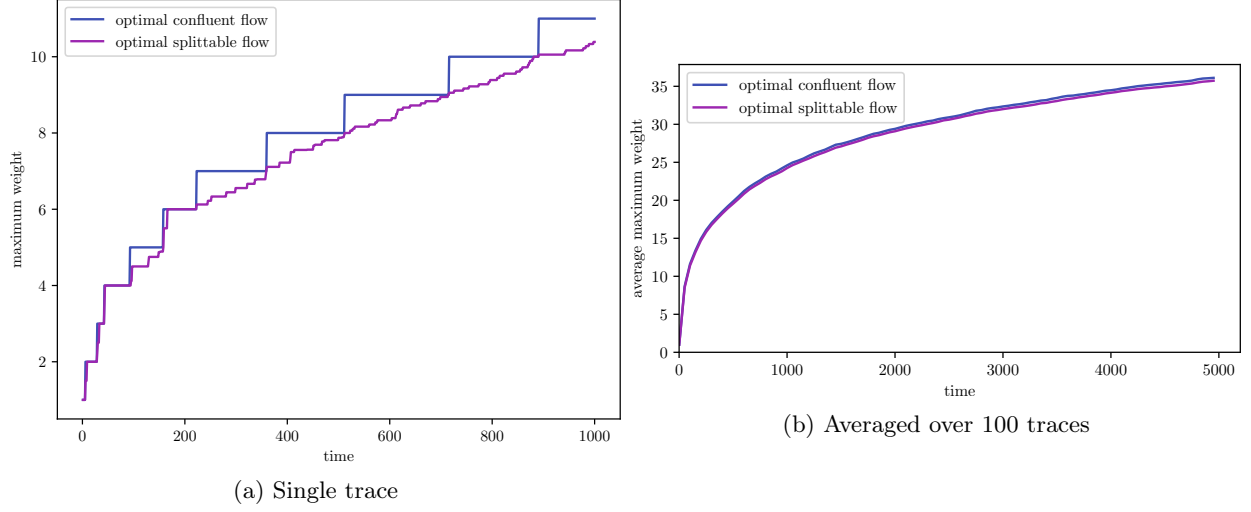 optimal confluent flow
optimal splittable flow
maximum weight
10
8
6
4
2
0
200
400
600
800
1000
time
(a) Single trace
optimal confluent flow
optimal splittable flow
average maximum weight
35
30
25
20
15
10
5
0
0
1000
2000
3000
4000
5000
time
(b) Averaged over 100 traces